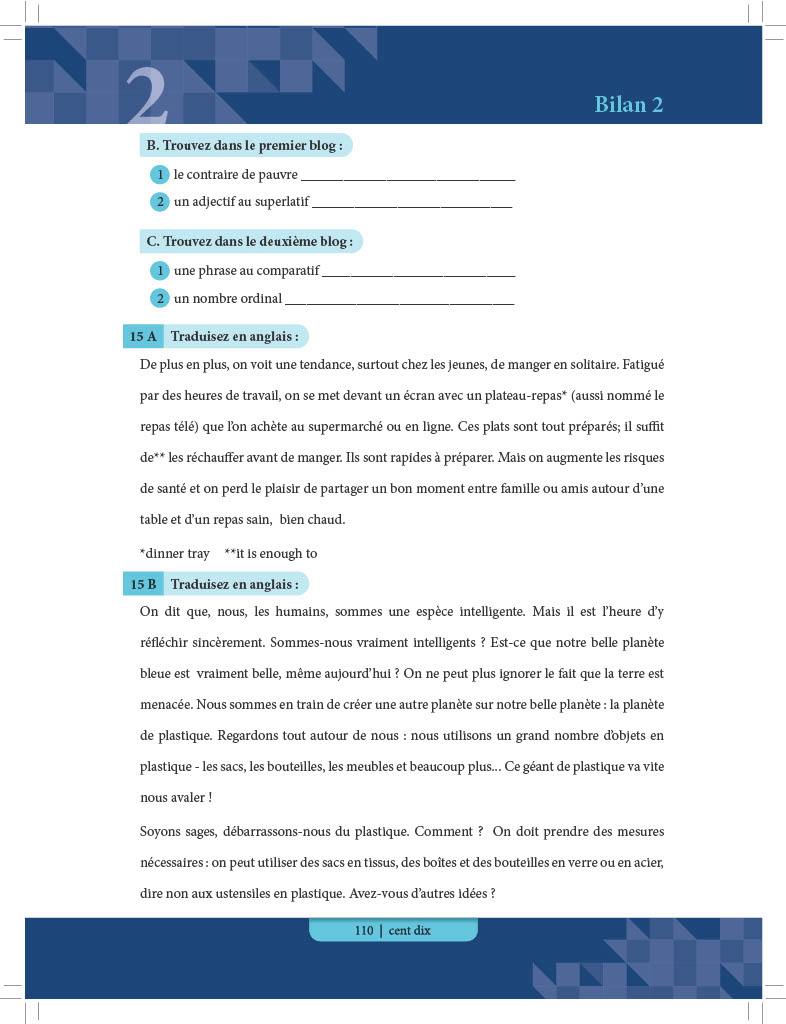 2
Bilan 2
B. Trouvez dans le premier blog :
1 le contraire de pauvre ______________________________
2 un adjectif au superlatif ____________________________
C. Trouvez dans le deuxième blog :
1 une phrase au comparatif ___________________________
2 un nombre ordinal ________________________________
15 A Traduisez en anglais :
De plus en plus, on voit une tendance, surtout chez les jeunes, de manger en solitaire. Fatigué
par des heures de travail, on se met devant un écran avec un plateau-repas* (aussi nommé le
repas télé) que l'on achète au supermarché ou en ligne. Ces plats sont tout préparés; il suffit
de** les réchauffer avant de manger. Ils sont rapides à préparer. Mais on augmente les risques
de santé et on perd le plaisir de partager un bon moment entre famille ou amis autour d'une
table et d'un repas sain, bien chaud.
*dinner tray **it is enough to
15 B Traduisez en anglais :
On dit que, nous, les humains, sommes une espèce intelligente. Mais il est l'heure d'y
réfléchir sincèrement. Sommes-nous vraiment intelligents ? Est-ce que notre belle planète
bleue est vraiment belle, même aujourd'hui ? On ne peut plus ignorer le fait que la terre est
menacée. Nous sommes en train de créer une autre planète sur notre belle planète : la planète
de plastique. Regardons tout autour de nous : nous utilisons un grand nombre d'objets en
plastique - les sacs, les bouteilles, les meubles et beaucoup plus... Ce géant de plastique va vite
nous avaler !
Soyons sages, débarrassons-nous du plastique. Comment ? On doit prendre des mesures
nécessaires : on peut utiliser des sacs en tissus, des boîtes et des bouteilles en verre ou en acier,
dire non aux ustensiles en plastique. Avez-vous d'autres idées ?
110 | cent dix